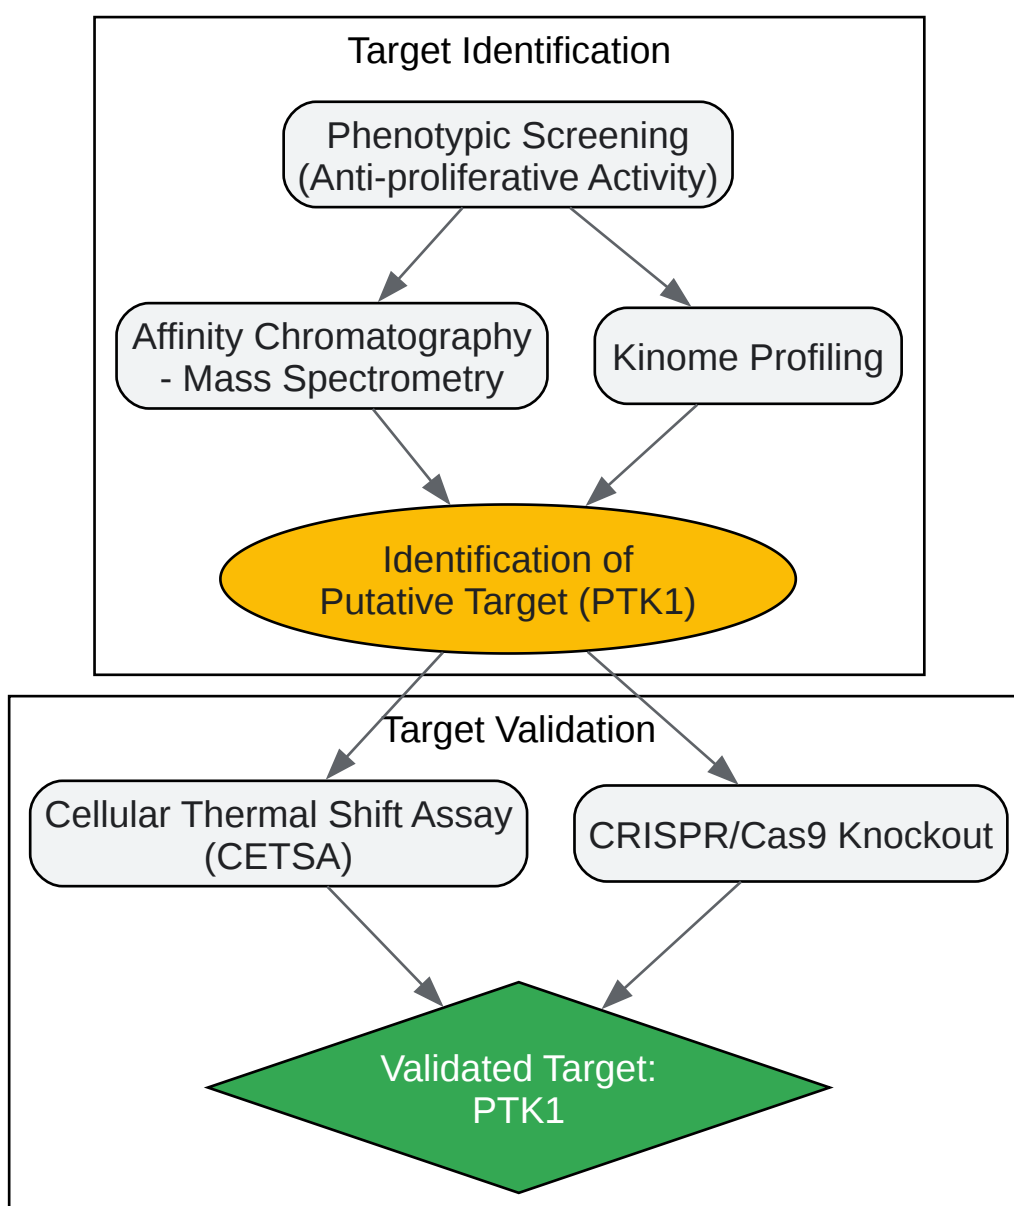 Target Identification
Phenotypic Screening
(Anti-proliferative Activity)
Affinity Chromatography
- Mass Spectrometry
Kinome Profiling
Identification of
Putative Target (PTK1)
Target Validation
Cellular Thermal Shift Assay
(CETSA)
CRISPR/Cas9 Knockout
Validated Target:
PTK1